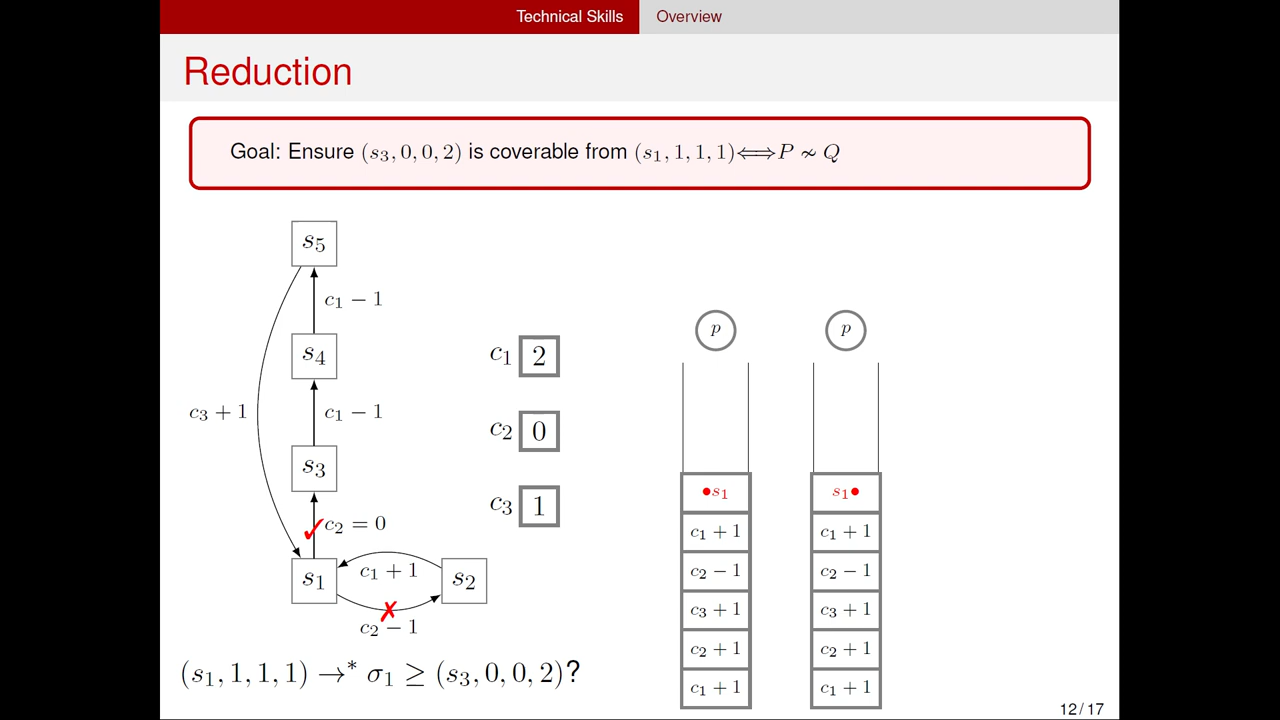 Technical Skills Overview
Reduction
Goal: Ensure (s₃, 0, 0, 2) is coverable from (s₁, 1, 1, 1)⟺P ≁ Q
s₅
c₁ − 1
p p
c₁ 2
s₄
c₃ + 1
c₁ − 1
c₂ 0
s₃
•s₁ s₁•
c₃ 1
✓ c₂ = 0
c₁ + 1 c₁ + 1
c₁ + 1
c₂ − 1 c₂ − 1
s₁ s₂
✗
c₃ + 1 c₃ + 1
c₂ − 1
c₂ + 1 c₂ + 1
(s₁, 1, 1, 1) →* σ₁ ≥ (s₃, 0, 0, 2)?
c₁ + 1 c₁ + 1
12 / 17